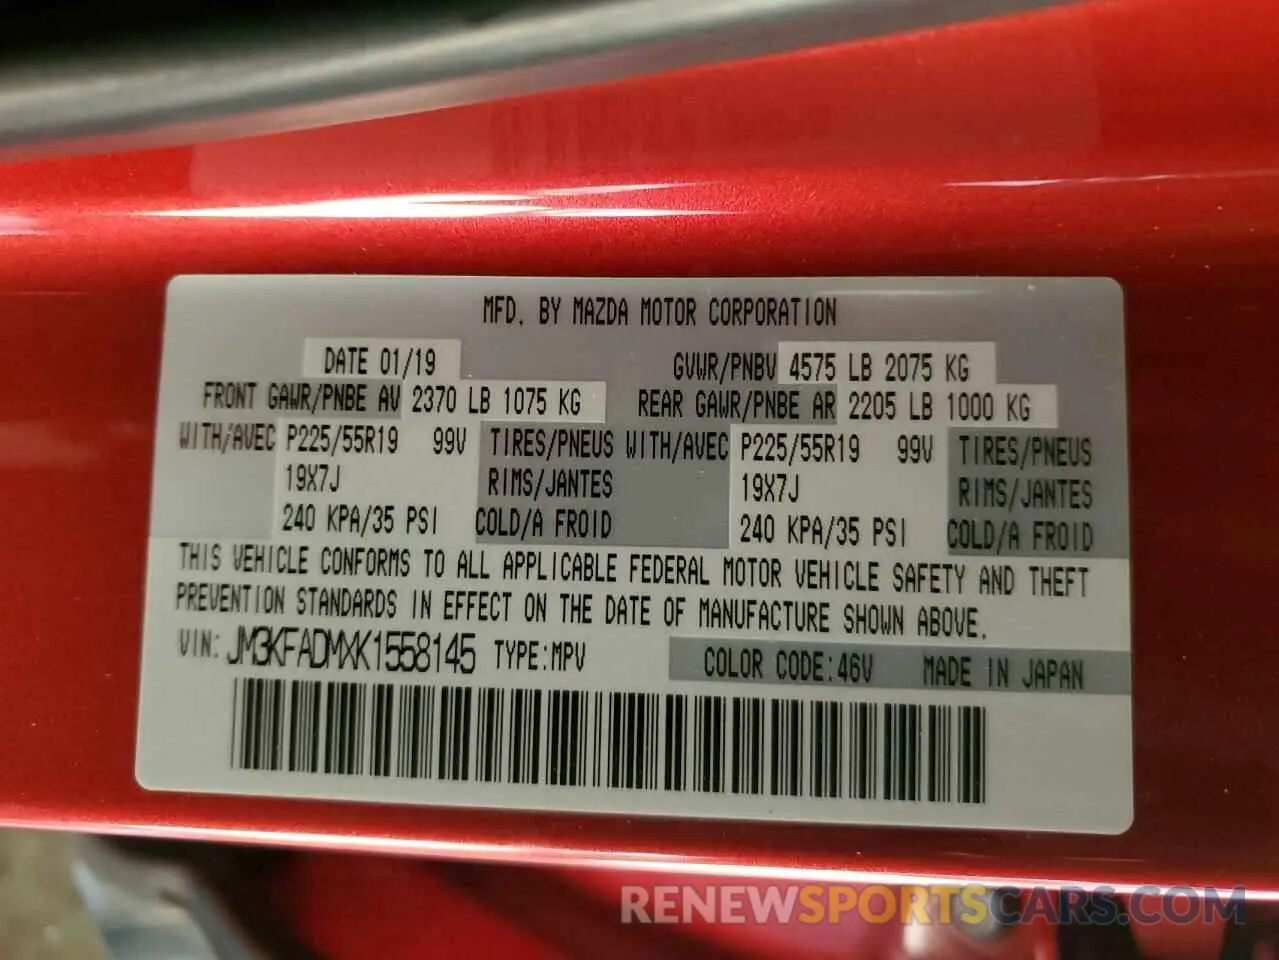 MFD. BY MAZDA MOTOR CORPORATION
DATE 01/19 GVWR/PNBV 4575 LB 2075 KG
FRONT GAWR/PNBE AV 2370 LB 1075 KG REAR GAWR/PNBE AR 2205 LB 1000 KG
WITH/AVEC P225/55R19 99V TIRES/PNEUS WITH/AVEC P225/55R19 99V TIRES/PNEUS
19X7J RIMS/JANTES 19X7J RIMS/JANTES
240 KPA/35 PSI COLD/A FROID 240 KPA/35 PSI COLD/A FROID
THIS VEHICLE CONFORMS TO ALL APPLICABLE FEDERAL MOTOR VEHICLE SAFETY AND THEFT
PREVENTION STANDARDS IN EFFECT ON THE DATE OF MANUFACTURE SHOWN ABOVE.
VIN: JM3KFADMXK1558145 TYPE:MPV COLOR CODE:46V MADE IN JAPAN
RENEWSPORTSCARS.COM